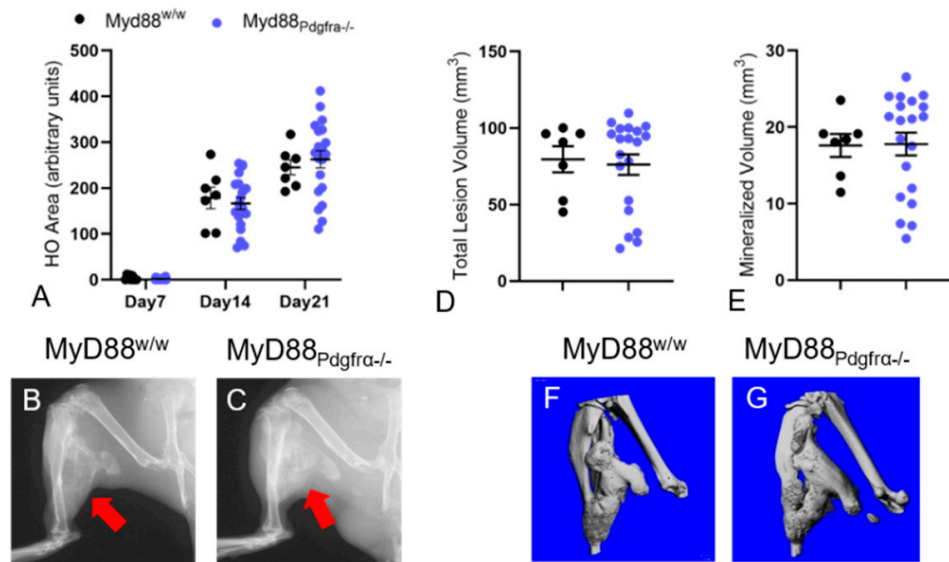 Myd88w/w Myd88Pdgfra-/-
HO Area (arbitrary units)
500
400
300
200
100
0
Day7 Day14 Day21
A
Total Lesion Volume (mm3)
150
100
50
0
D
Mineralized Volume (mm3)
30
20
10
0
E
MyD88w/w MyD88Pdgfrα-/-
B
C
MyD88w/w MyD88Pdgfrα-/-
F
G